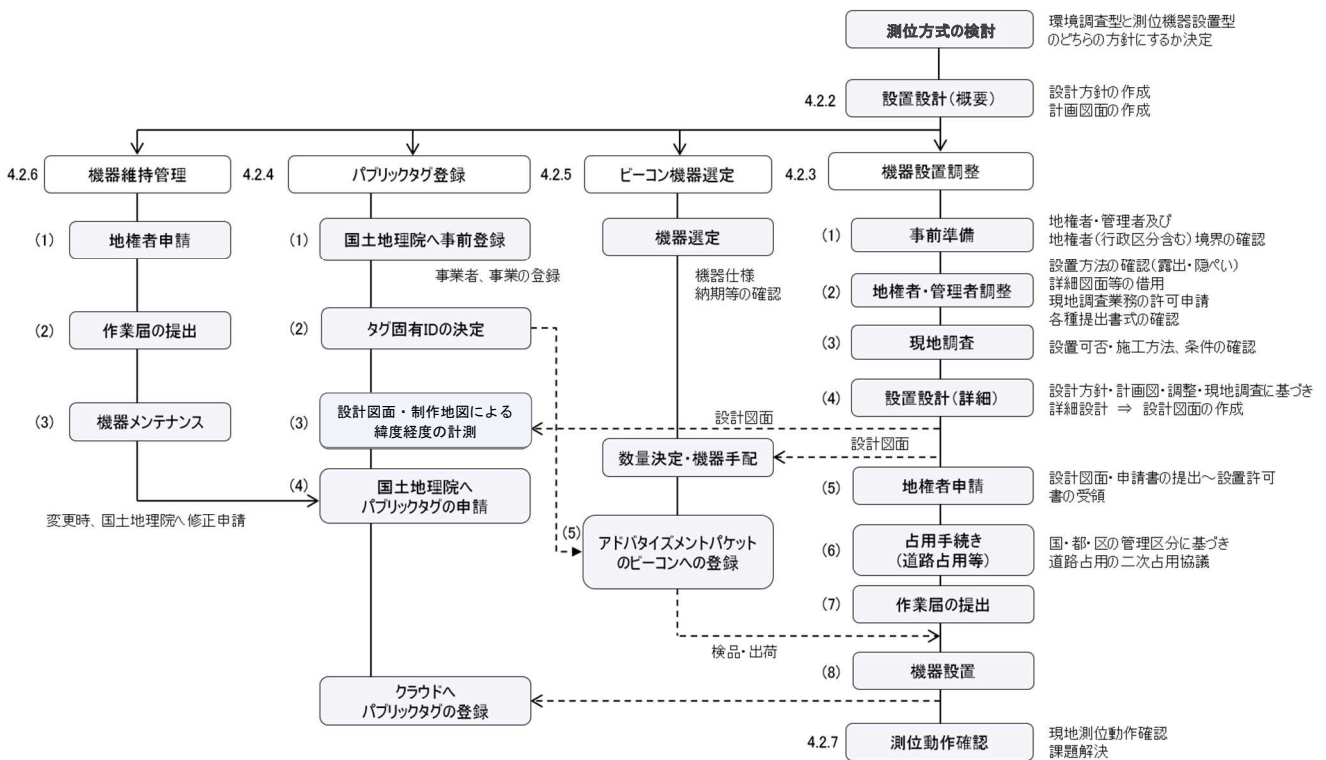 測位方式の検討
環境調査型と測位機器設置型
のどちらの方針にするか決定
4.2.2
設置設計(概要)
設計方針の作成
計画図面の作成
4.2.6
機器維持管理
4.2.4
パブリックタグ登録
4.2.5
ビーコン機器選定
4.2.3
機器設置調整
(1)
地権者申請
(2)
作業届の提出
(3)
機器メンテナンス
変更時、国土地理院へ修正申請
(1)
国土地理院へ事前登録
事業者、事業の登録
(2)
タグ固有IDの決定
(3)
設計図面・制作地図による
緯度経度の計測
(4)
国土地理院へ
パブリックタグの申請
クラウドへ
パブリックタグの登録
機器選定
機器仕様
納期等の確認
設計図面
数量決定・機器手配
設計図面
(5)
アドバタイズメントパケット
のビーコンへの登録
検品・出荷
(1)
事前準備
地権者・管理者及び
地権者(行政区分含む)境界の確認
(2)
地権者・管理者調整
設置方法の確認(露出・隠ぺい)
詳細図面等の借用
現地調査業務の許可申請
各種提出書式の確認
(3)
現地調査
設置可否・施工方法、条件の確認
(4)
設置設計(詳細)
設計方針・計画図・調整・現地調査に基づき
詳細設計 ⇒ 設計図面の作成
(5)
地権者申請
設計図面・申請書の提出～設置許可
書の受領
(6)
占用手続き
(道路占用等)
国・都・区の管理区分に基づき
道路占用の二次占用協議
(7)
作業届の提出
(8)
機器設置
4.2.7
測位動作確認
現地測位動作確認
課題解決